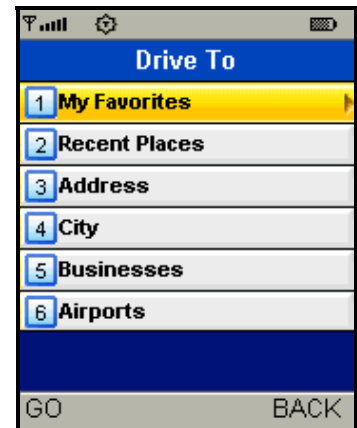 Drive To
1 My Favorites
2 Recent Places
3 Address
4 City
5 Businesses
6 Airports
GO BACK